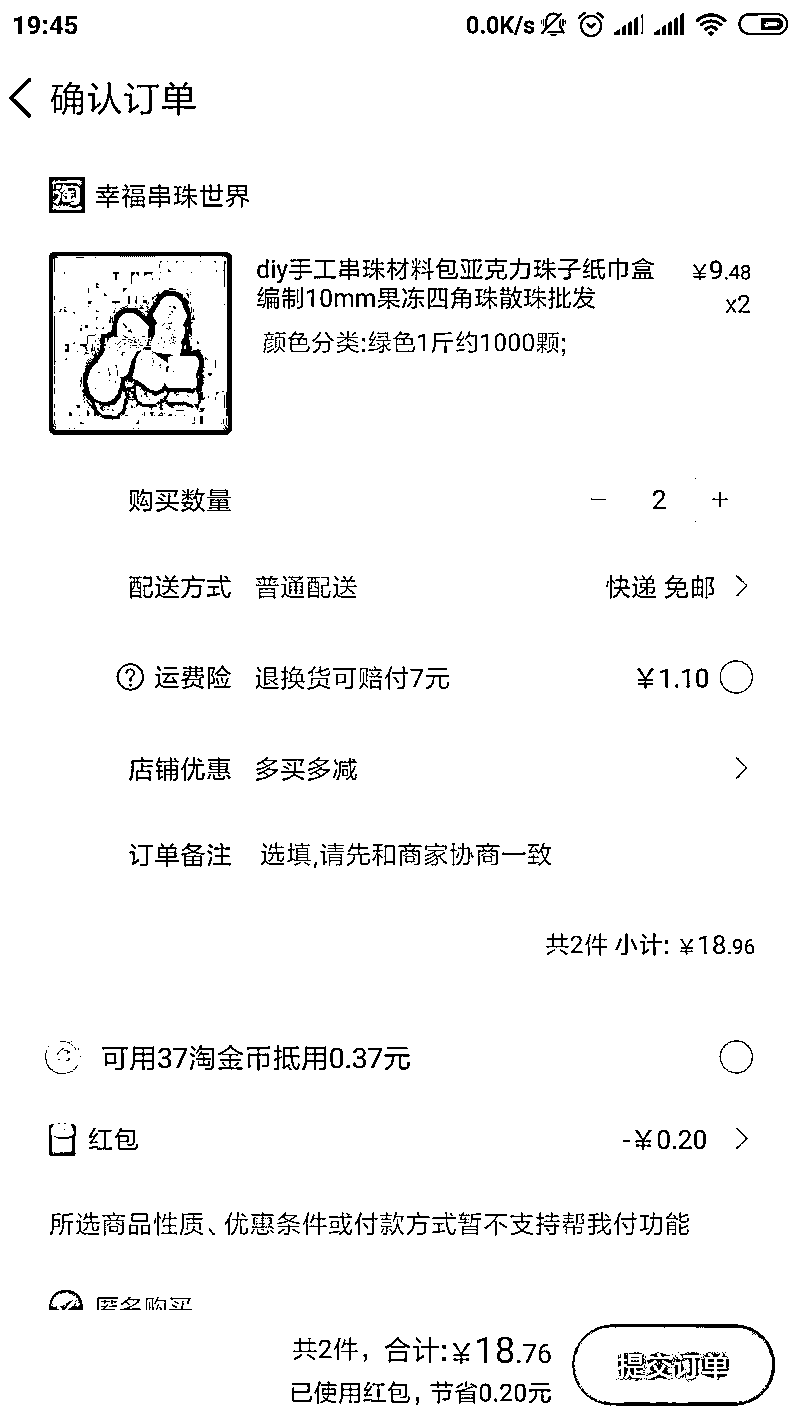 19:45
0.0K/s
确认订单
淘 幸福串珠世界
diy手工串珠材料包亚克力珠子纸巾盒 ¥9.48
编制10mm果冻四角珠散珠批发 x2
颜色分类:绿色1斤约1000颗;
购买数量 － 2 +
配送方式 普通配送 快递 免邮
? 运费险 退换货可赔付7元 ¥1.10
店铺优惠 多买多减
订单备注 选填,请先和商家协商一致
共2件 小计: ¥18.96
可用37淘金币抵用0.37元
红包 -¥0.20
所选商品性质、优惠条件或付款方式暂不支持帮我付功能
匿名购买
共2件，合计:¥18.76
提交订单
已使用红包，节省0.20元